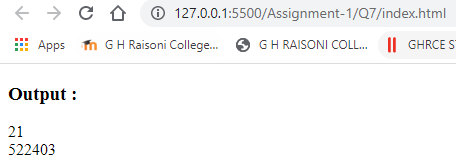 127.0.0.1:5500/Assignment-1/Q7/index.html
Apps G H Raisoni College... G H RAISONI COLL... GHRCE ST
Output :
21
522403